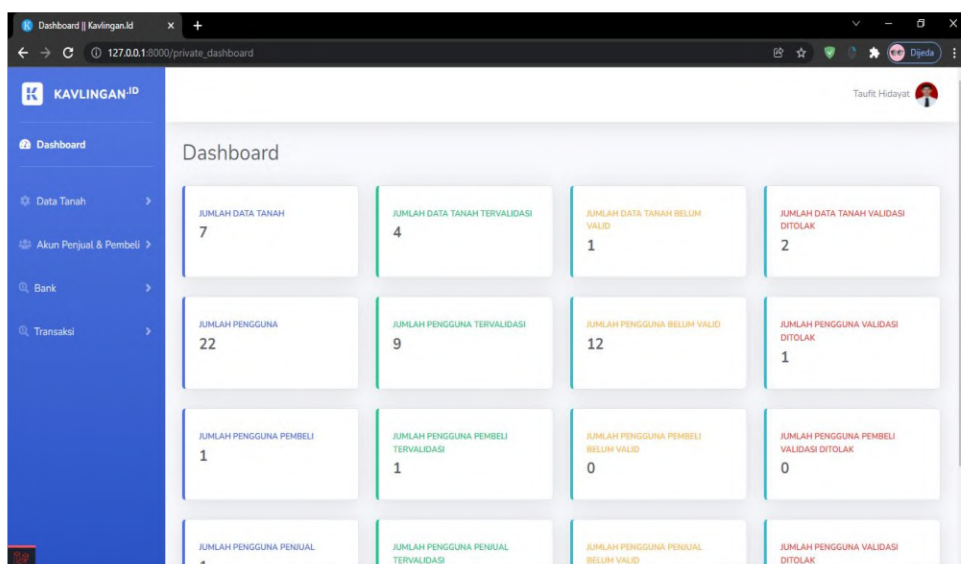 Dashboard || Kavlingan.Id
127.0.0.1:8000/private_dashboard
Dijeda
KAVLINGAN.ID
Taufit Hidayat
Dashboard
Dashboard
Data Tanah
Akun Penjual & Pembeli
Bank
Transaksi
JUMLAH DATA TANAH
7
JUMLAH DATA TANAH TERVALIDASI
4
JUMLAH DATA TANAH BELUM
VALID
1
JUMLAH DATA TANAH VALIDASI
DITOLAK
2
JUMLAH PENGGUNA
22
JUMLAH PENGGUNA TERVALIDASI
9
JUMLAH PENGGUNA BELUM VALID
12
JUMLAH PENGGUNA VALIDASI
DITOLAK
1
JUMLAH PENGGUNA PEMBELI
1
JUMLAH PENGGUNA PEMBELI
TERVALIDASI
1
JUMLAH PENGGUNA PEMBELI
BELUM VALID
0
JUMLAH PENGGUNA PEMBELI
VALIDASI DITOLAK
0
JUMLAH PENGGUNA PENJUAL
JUMLAH PENGGUNA PENJUAL
TERVALIDASI
JUMLAH PENGGUNA PENJUAL
BELUM VALID
JUMLAH PENGGUNA VALIDASI
DITOLAK